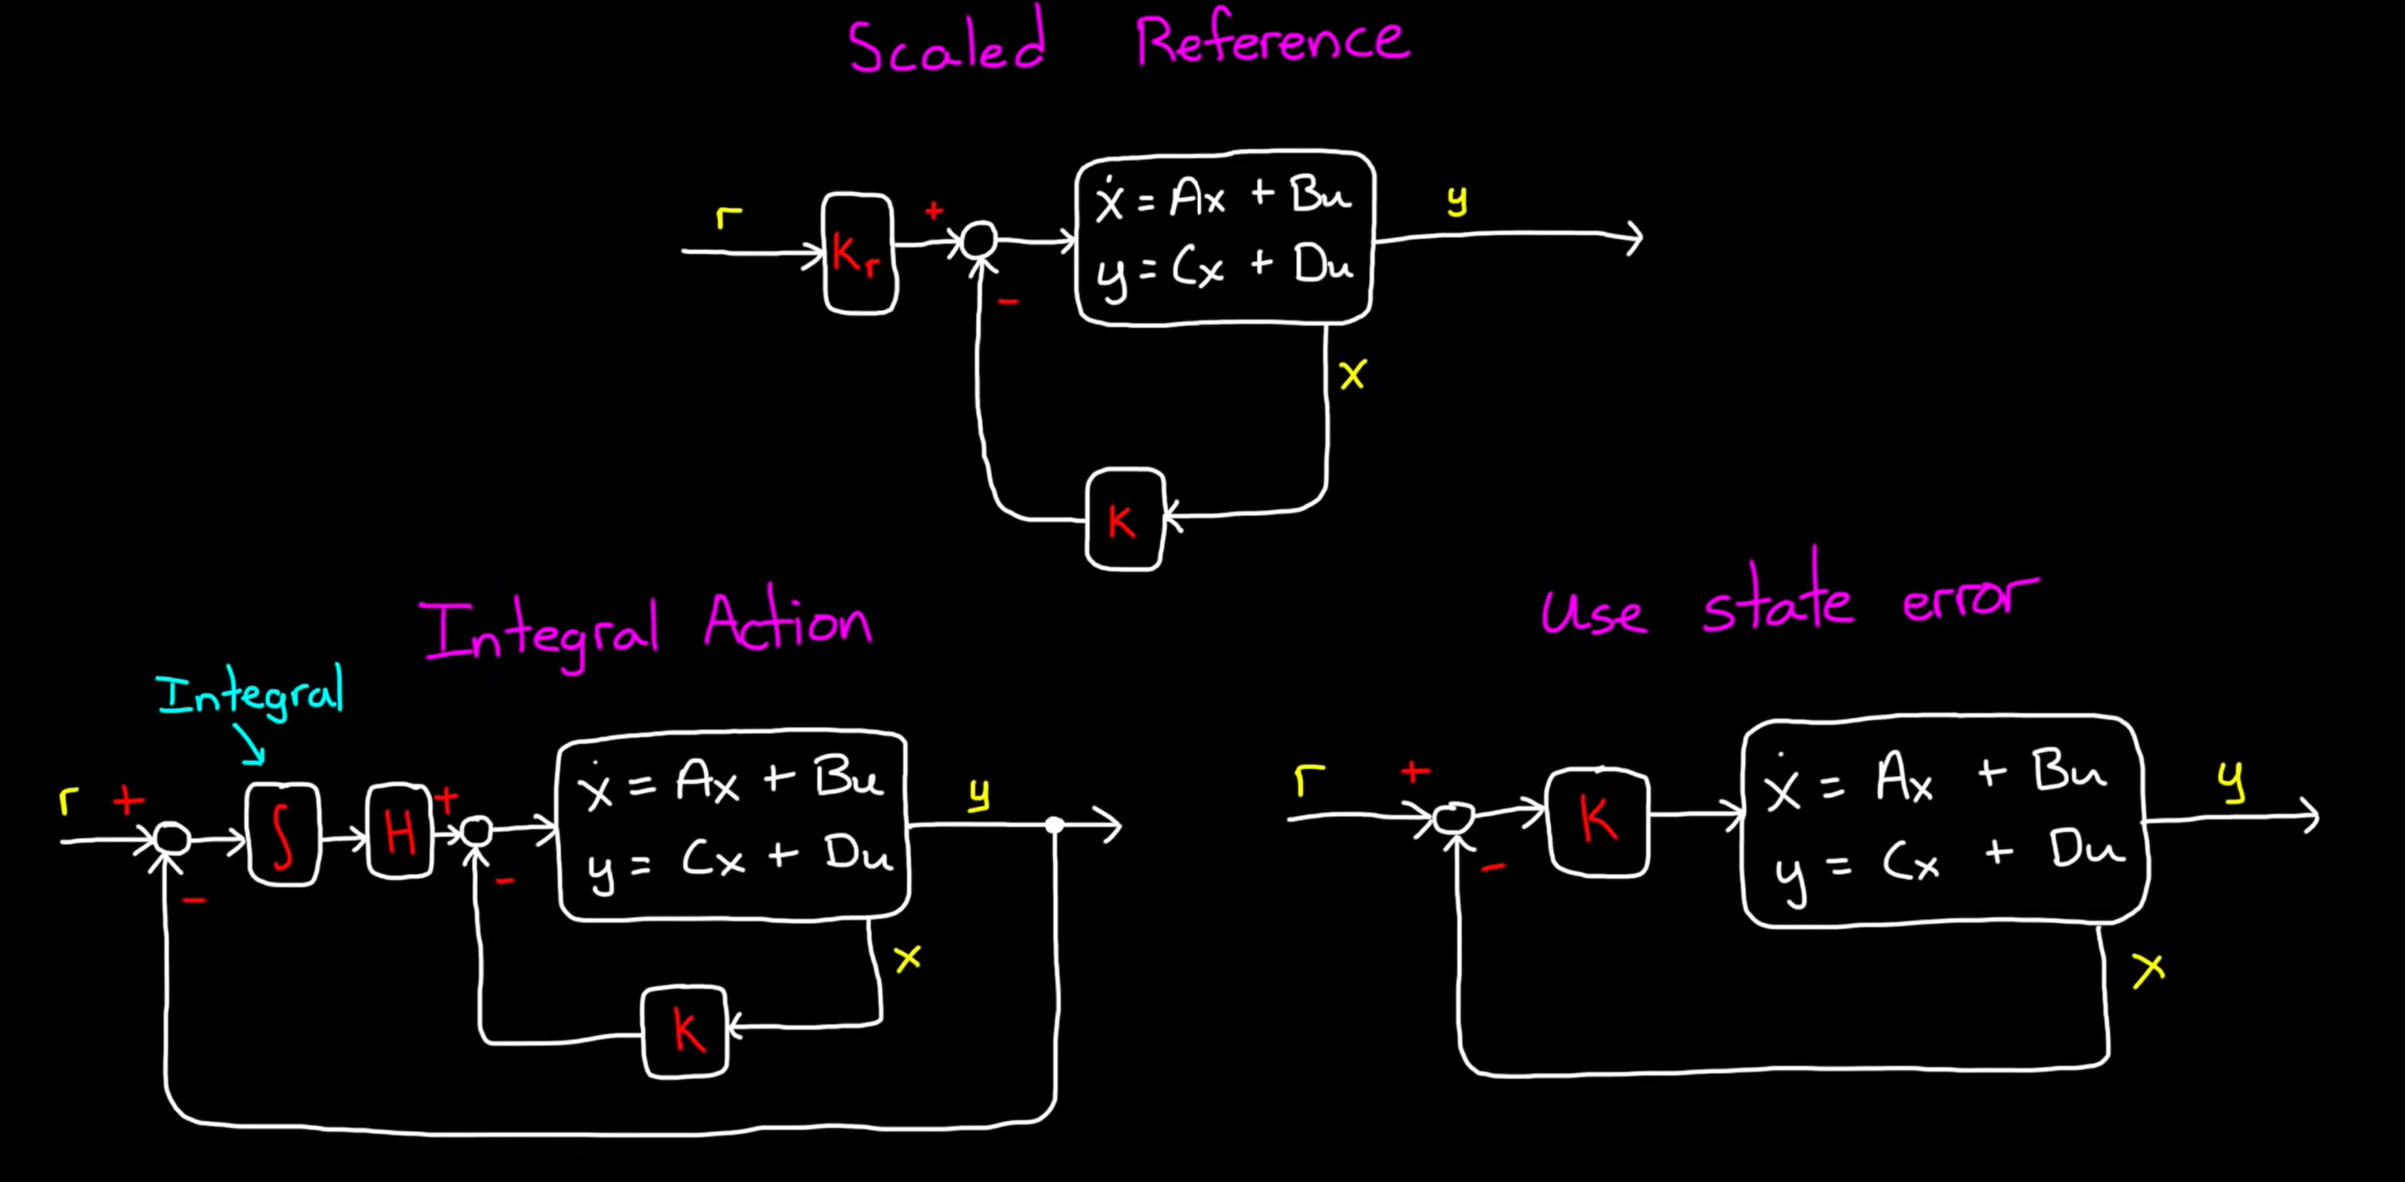 Scaled Reference
r
Kr
+
-
ẋ = Ax + Bu
y = Cx + Du
y
x
K
Integral Action
Integral
r
+
-
∫
H
+
-
ẋ = Ax + Bu
y = Cx + Du
y
x
K
Use state error
r
+
-
K
ẋ = Ax + Bu
y = Cx + Du
y
x